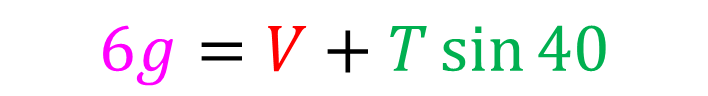 6g = V + T sin 40